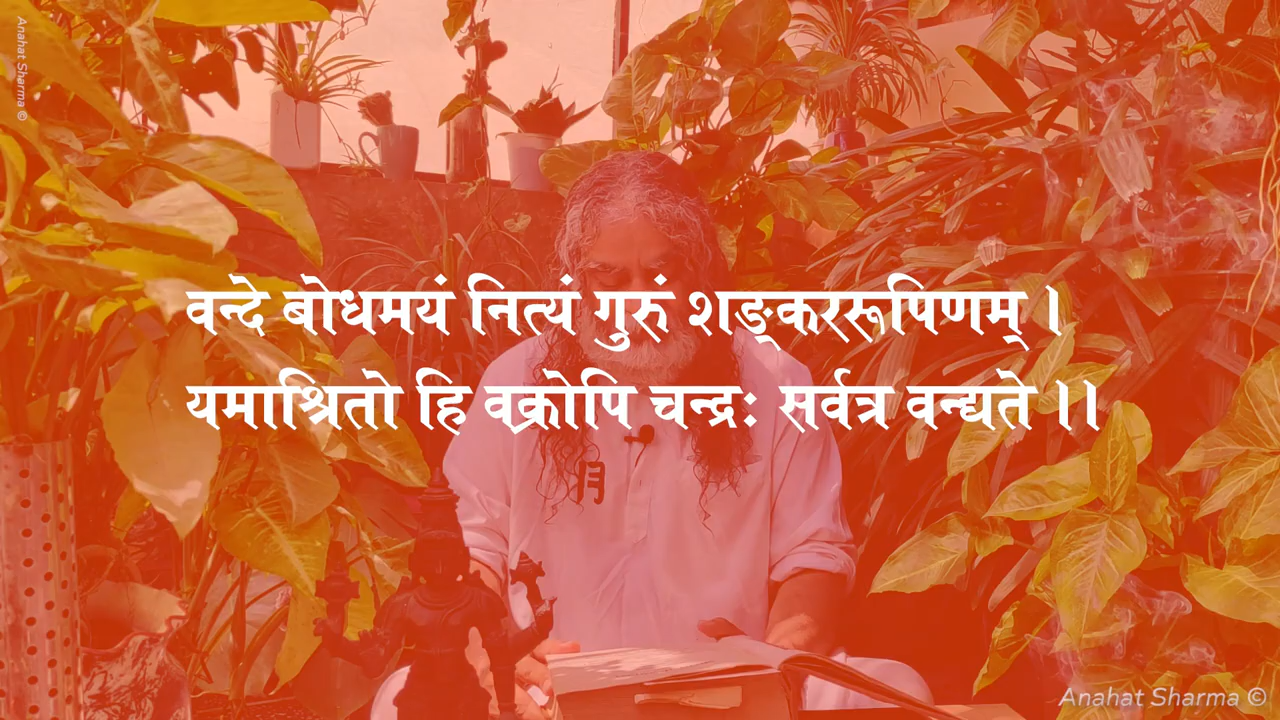 Anahat Sharma ©
वन्दे बोधमयं नित्यं गुरुं शङ्कररूपिणम् ।
यमाश्रितो हि वक्रोपि चन्द्रः सर्वत्र वन्द्यते ।।
Anahat Sharma ©